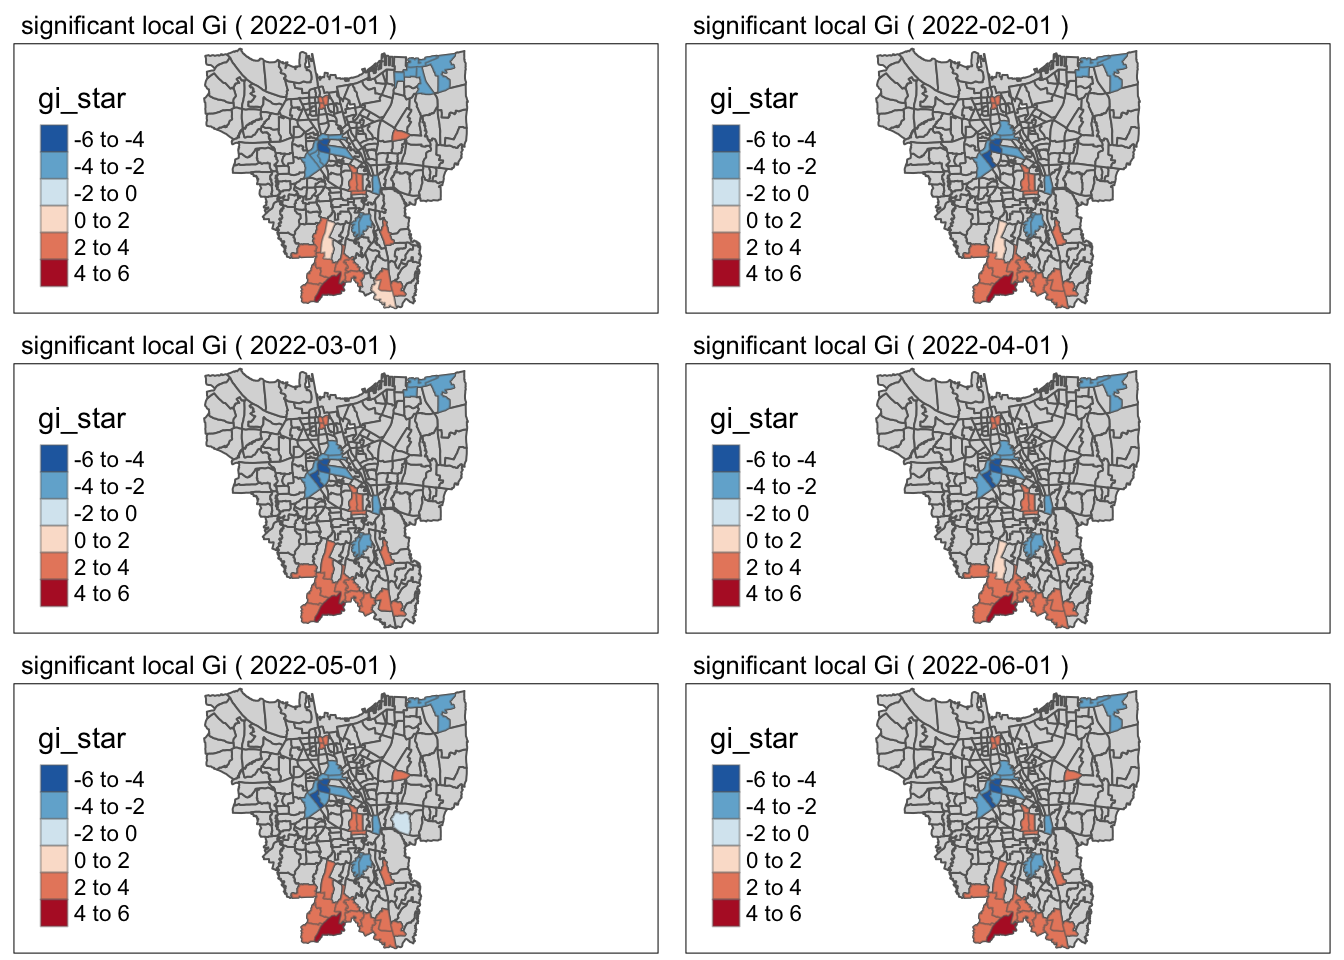 significant local Gi ( 2022-01-01 )
gi_star
-6 to -4
-4 to -2
-2 to 0
0 to 2
2 to 4
4 to 6
significant local Gi ( 2022-02-01 )
gi_star
-6 to -4
-4 to -2
-2 to 0
0 to 2
2 to 4
4 to 6
significant local Gi ( 2022-03-01 )
gi_star
-6 to -4
-4 to -2
-2 to 0
0 to 2
2 to 4
4 to 6
significant local Gi ( 2022-04-01 )
gi_star
-6 to -4
-4 to -2
-2 to 0
0 to 2
2 to 4
4 to 6
significant local Gi ( 2022-05-01 )
gi_star
-6 to -4
-4 to -2
-2 to 0
0 to 2
2 to 4
4 to 6
significant local Gi ( 2022-06-01 )
gi_star
-6 to -4
-4 to -2
-2 to 0
0 to 2
2 to 4
4 to 6